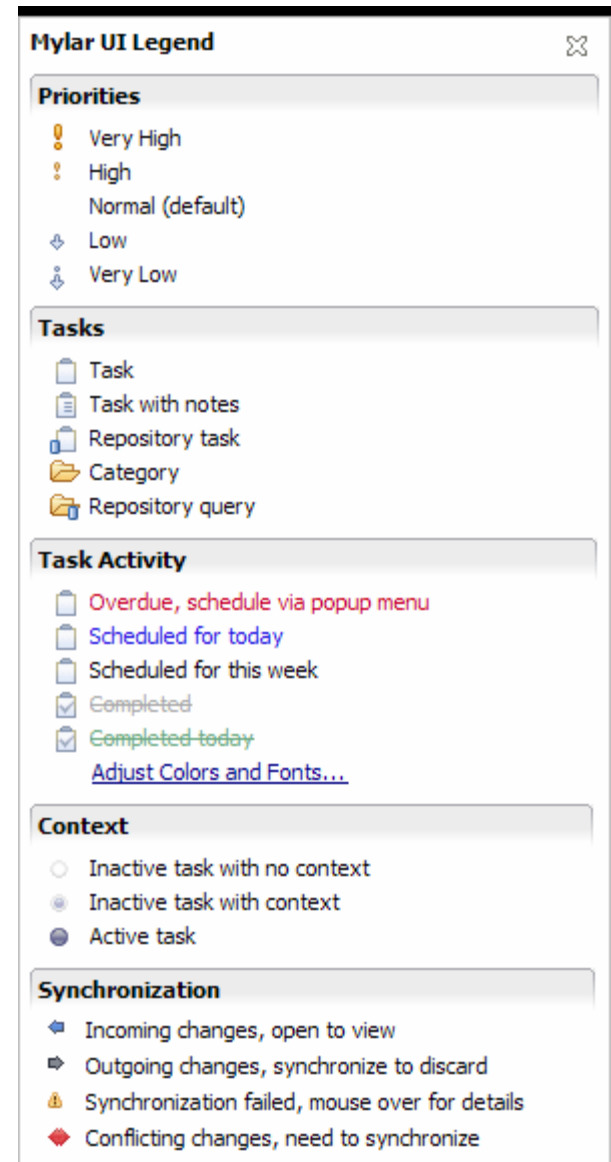 Mylar UI Legend
Priorities
Very High
High
Normal (default)
Low
Very Low
Tasks
Task
Task with notes
Repository task
Category
Repository query
Task Activity
Overdue, schedule via popup menu
Scheduled for today
Scheduled for this week
Completed
Completed today
Adjust Colors and Fonts...
Context
Inactive task with no context
Inactive task with context
Active task
Synchronization
Incoming changes, open to view
Outgoing changes, synchronize to discard
Synchronization failed, mouse over for details
Conflicting changes, need to synchronize